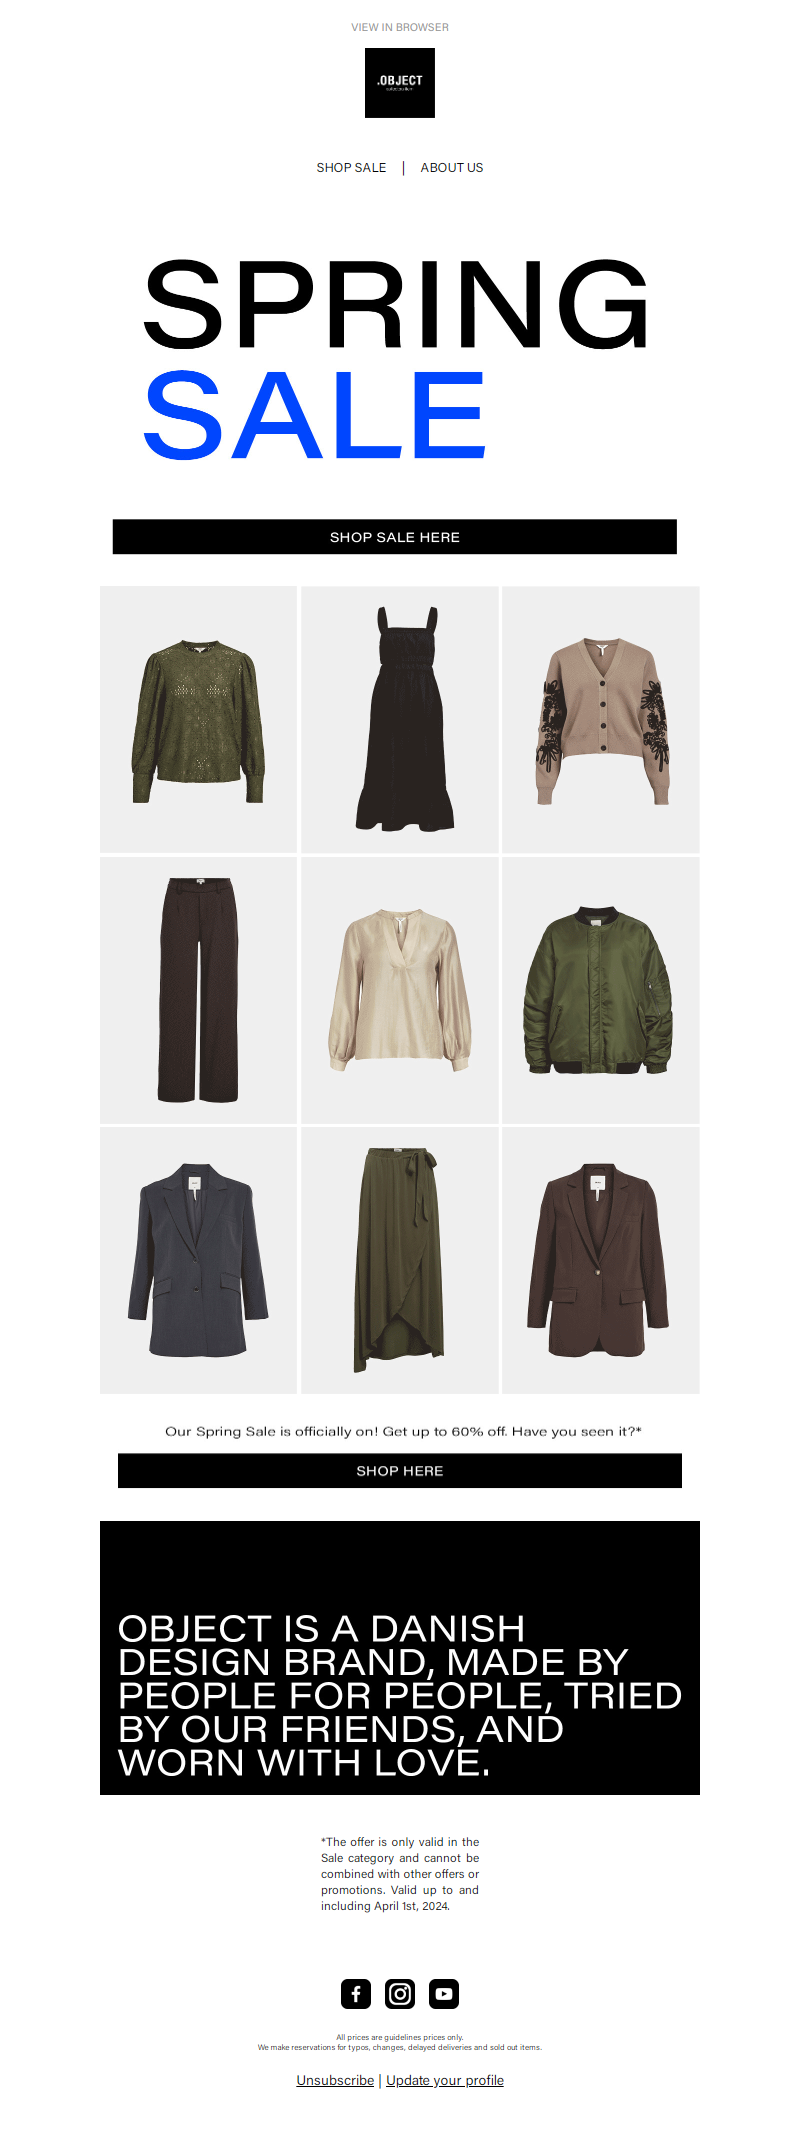 VIEW IN BROWSER
.OBJECT
SHOP SALE | ABOUT US
SPRING
SALE
SHOP SALE HERE
Our Spring Sale is officially on! Get up to 60% off. Have you seen it?*
SHOP HERE
OBJECT IS A DANISH
DESIGN BRAND, MADE BY
PEOPLE FOR PEOPLE, TRIED
BY OUR FRIENDS, AND
WORN WITH LOVE.
*The offer is only valid in the
Sale category and cannot be
combined with other offers or
promotions. Valid up to and
including April 1st, 2024.
All prices are guidelines prices only.
We make reservations for typos, changes, delayed deliveries and sold out items.
Unsubscribe | Update your profile